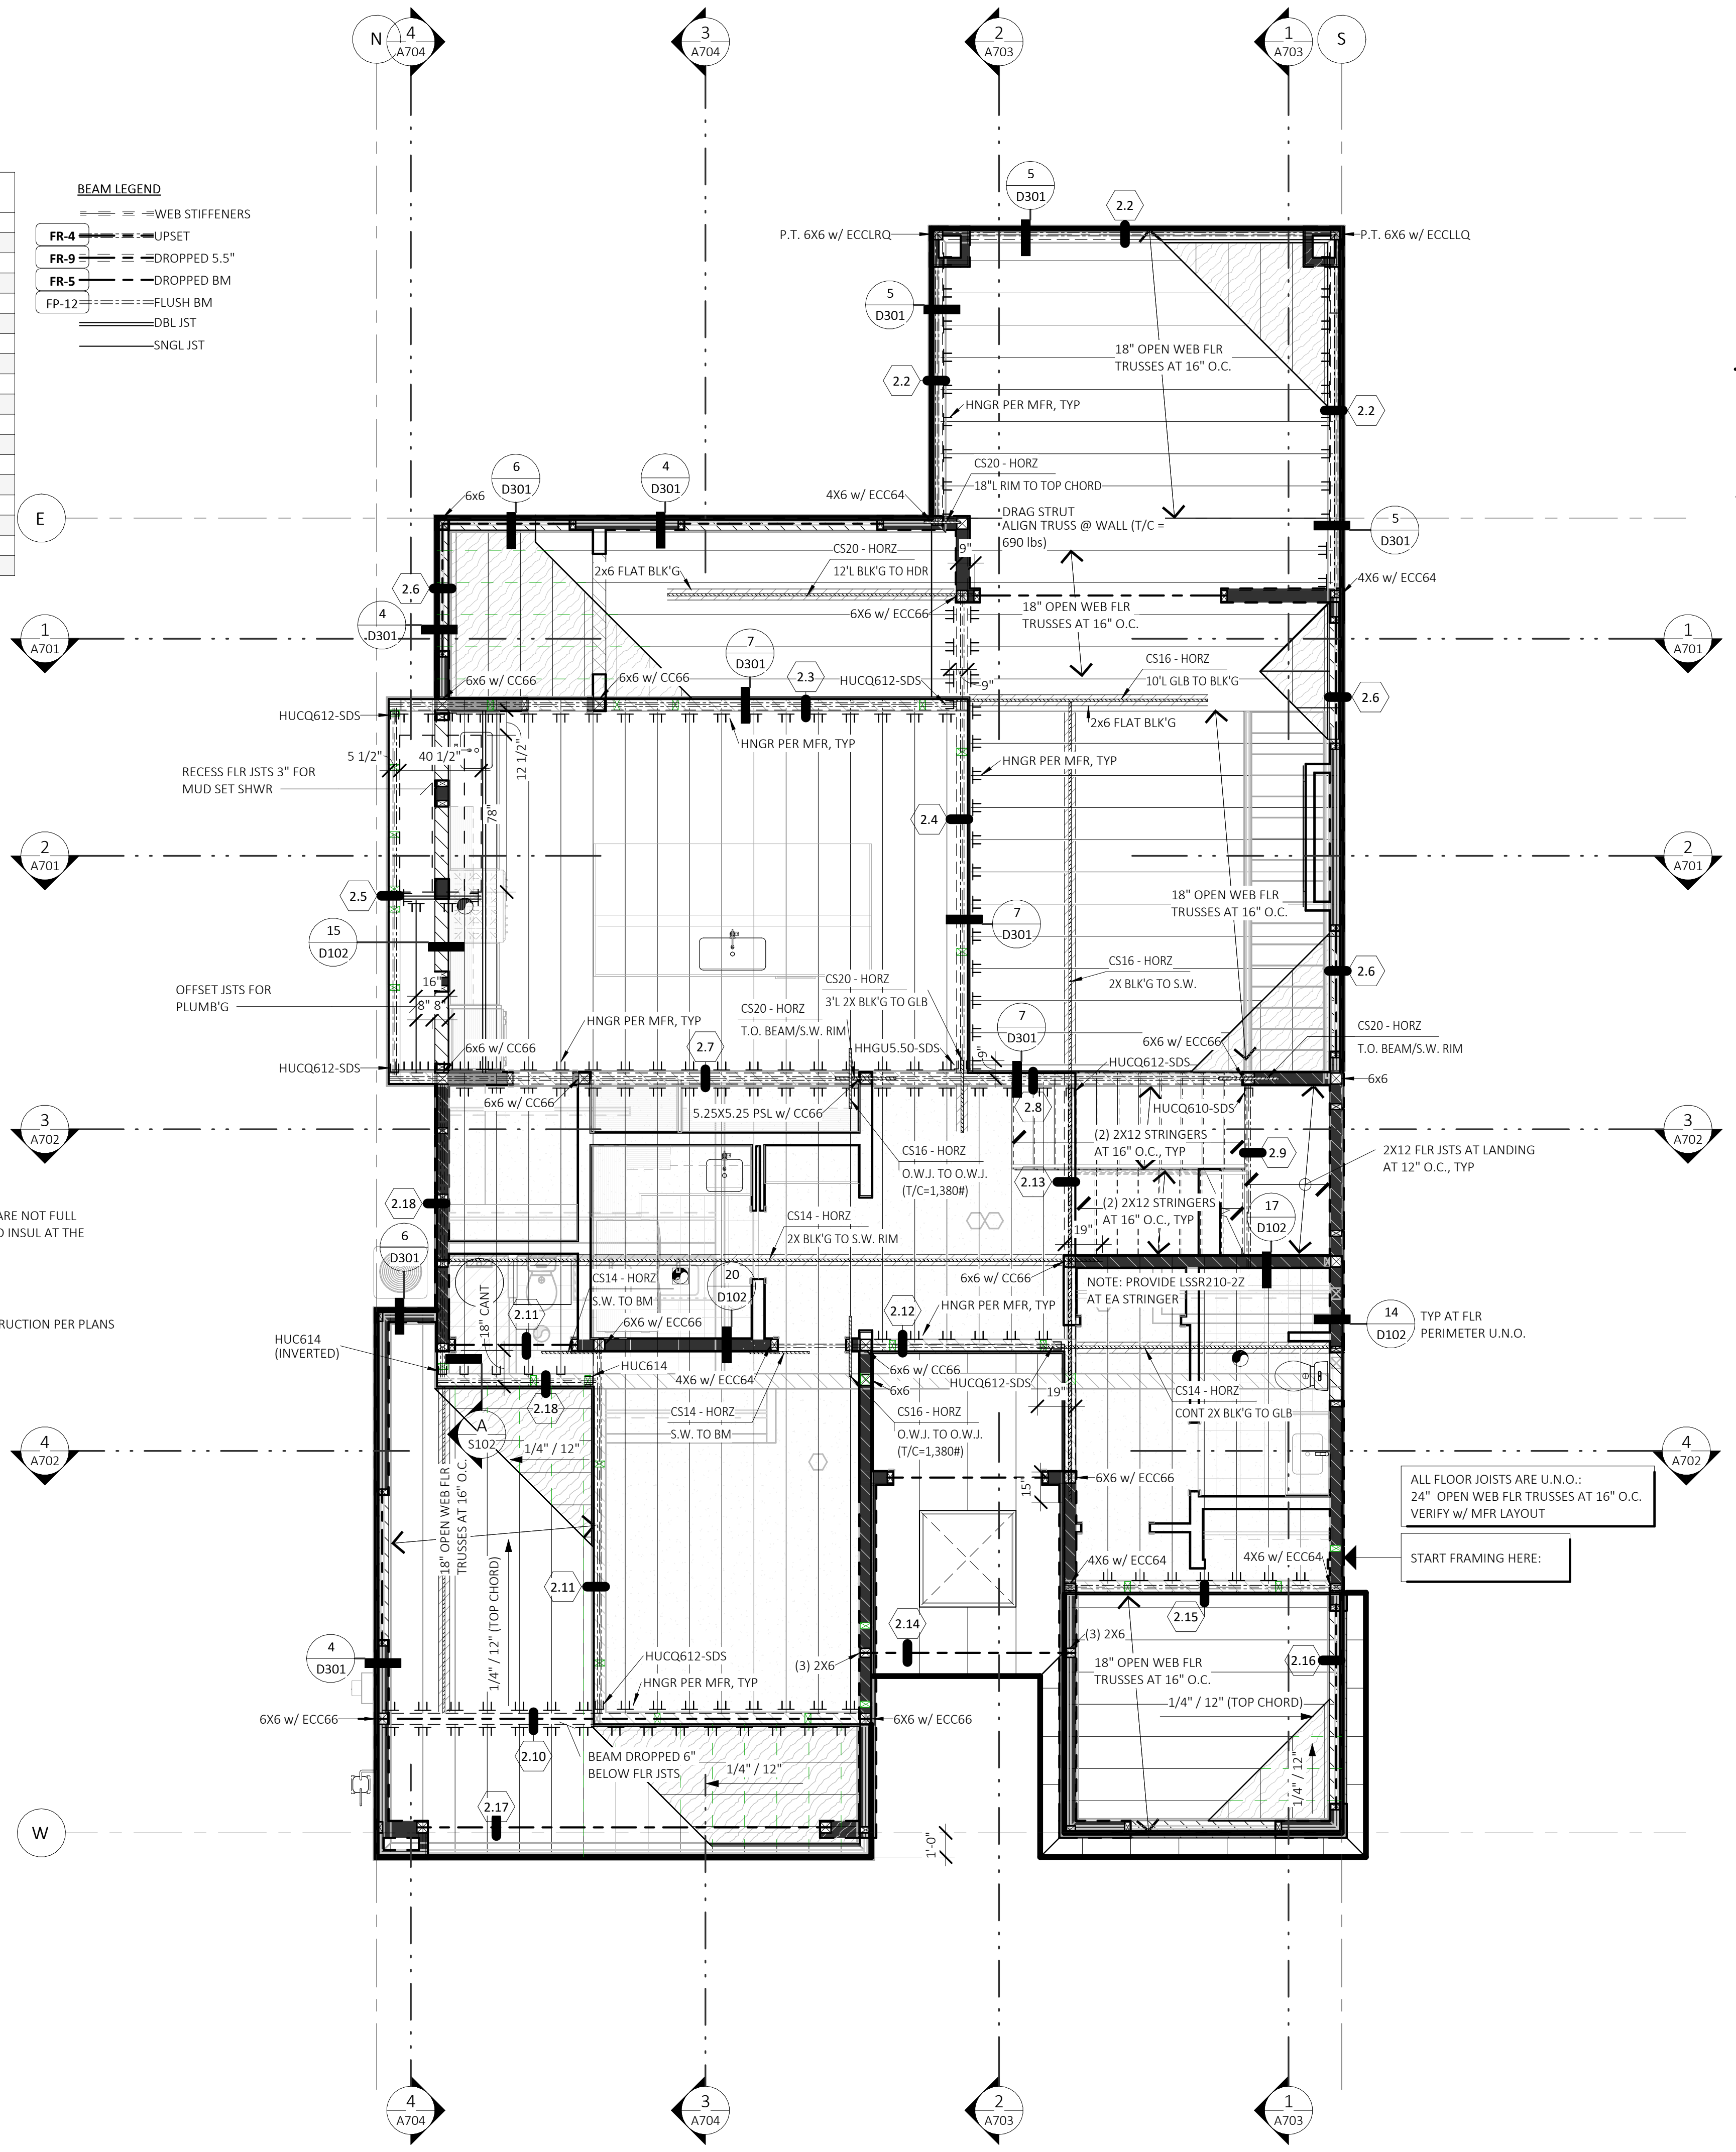 N
4
A704
3
A704
2
A703
1
A703
S
BEAM LEGEND
WEB STIFFENERS
FR-4
UPSET
FR-9
DROPPED 5.5"
FR-5
DROPPED BM
FP-12
FLUSH BM
DBL JST
SNGL JST
5
D301
2.2
P.T. 6X6 w/ ECCLRQ
P.T. 6X6 w/ ECCLLQ
5
D301
18" OPEN WEB FLR
TRUSSES AT 16" O.C.
2.2
HNGR PER MFR, TYP
2.2
6
D301
4
D301
CS20 - HORZ
18"L RIM TO TOP CHORD
E
6x6
4X6 w/ ECC64
DRAG STRUT
ALIGN TRUSS @ WALL (T/C =
690 lbs)
5
D301
CS20 - HORZ
12'L BLK'G TO HDR
9"
2x6 FLAT BLK'G
2.6
4X6 w/ ECC64
6X6 w/ ECC66
18" OPEN WEB FLR
TRUSSES AT 16" O.C.
4
D301
1
A701
7
D301
1
A701
CS16 - HORZ
10'L GLB TO BLK'G
6x6 w/ CC66
6x6 w/ CC66
2.3
HUCQ612-SDS
9"
2.6
HUCQ612-SDS
2x6 FLAT BLK'G
HNGR PER MFR, TYP
5 1/2"
40 1/2"
12 1/2"
HNGR PER MFR, TYP
RECESS FLR JSTS 3" FOR
MUD SET SHWR
78"
2.4
2
A701
2
A701
2.5
18" OPEN WEB FLR
TRUSSES AT 16" O.C.
7
D301
15
D102
CS16 - HORZ
2X BLK'G TO S.W.
2.6
OFFSET JSTS FOR
PLUMB'G
16"
8" 8"
CS20 - HORZ
3'L 2X BLK'G TO GLB
CS20 - HORZ
T.O. BEAM/S.W. RIM
HNGR PER MFR, TYP
7
D301
CS20 - HORZ
T.O. BEAM/S.W. RIM
6x6 w/ CC66
2.7
HHGU5.50-SDS
9"
6X6 w/ ECC66
HUCQ612-SDS
HUCQ612-SDS
6x6
6x6 w/ CC66
5.25X5.25 PSL w/ CC66
2.8
HUCQ610-SDS
3
A702
3
A702
(2) 2X12 STRINGERS
AT 16" O.C., TYP
2.9
2X12 FLR JSTS AT LANDING
AT 12" O.C., TYP
CS16 - HORZ
O.W.J. TO O.W.J.
(T/C=1,380#)
2.13
2.18
(2) 2X12 STRINGERS
AT 16" O.C., TYP
17
D102
ARE NOT FULL
D INSUL AT THE
CS14 - HORZ
2X BLK'G TO S.W. RIM
19"
6
D301
6x6 w/ CC66
CS14 - HORZ
S.W. TO BM
20
D102
NOTE: PROVIDE LSSR210-2Z
AT EA STRINGER
RUCTION PER PLANS
18" CANT
2.11
6X6 w/ ECC66
2.12
HNGR PER MFR, TYP
14
D102
TYP AT FLR
PERIMETER U.N.O.
HUC614
(INVERTED)
HUC614
4X6 w/ ECC64
6x6 w/ CC66
6x6
HUCQ612-SDS
19"
CS14 - HORZ
CONT 2X BLK'G TO GLB
2.18
CS14 - HORZ
S.W. TO BM
CS16 - HORZ
O.W.J. TO O.W.J.
(T/C=1,380#)
A
S102
1/4" / 12"
4
A702
4
A702
18" OPEN WEB FLR
TRUSSES AT 16" O.C.
15"
6X6 w/ ECC66
ALL FLOOR JOISTS ARE U.N.O.:
24" OPEN WEB FLR TRUSSES AT 16" O.C.
VERIFY w/ MFR LAYOUT
START FRAMING HERE:
1/4" / 12" (TOP CHORD)
2.11
4X6 w/ ECC64
4X6 w/ ECC64
2.15
2.14
4
D301
(3) 2X6
HUCQ612-SDS
(3) 2X6
HNGR PER MFR, TYP
18" OPEN WEB FLR
TRUSSES AT 16" O.C.
2.16
1/4" / 12" (TOP CHORD)
6X6 w/ ECC66
6X6 w/ ECC66
2.10
BEAM DROPPED 6"
BELOW FLR JSTS
1/4" / 12"
1/4" / 12"
2.17
W
1'-0"
4
A704
3
A704
2
A703
1
A703